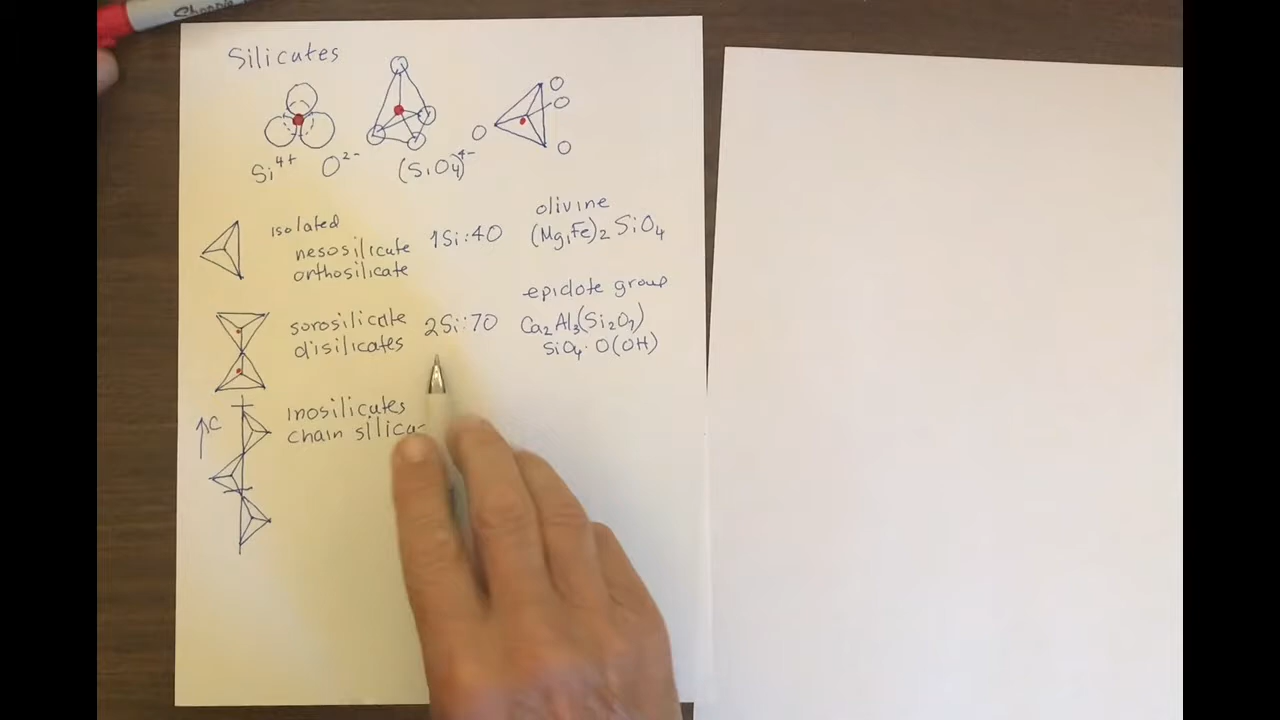 Silicates
O
O
O
O
Si4+ O2- (SiO4)4-
isolated
nesosilicate
orthosilicate
1Si:4O
olivine
(Mg,Fe)2 SiO4
sorosilicate
disilicates
2Si:7O
epidote group
Ca2Al3(Si2O7)
SiO4·O(OH)
↑C
inosilicates
chain silica